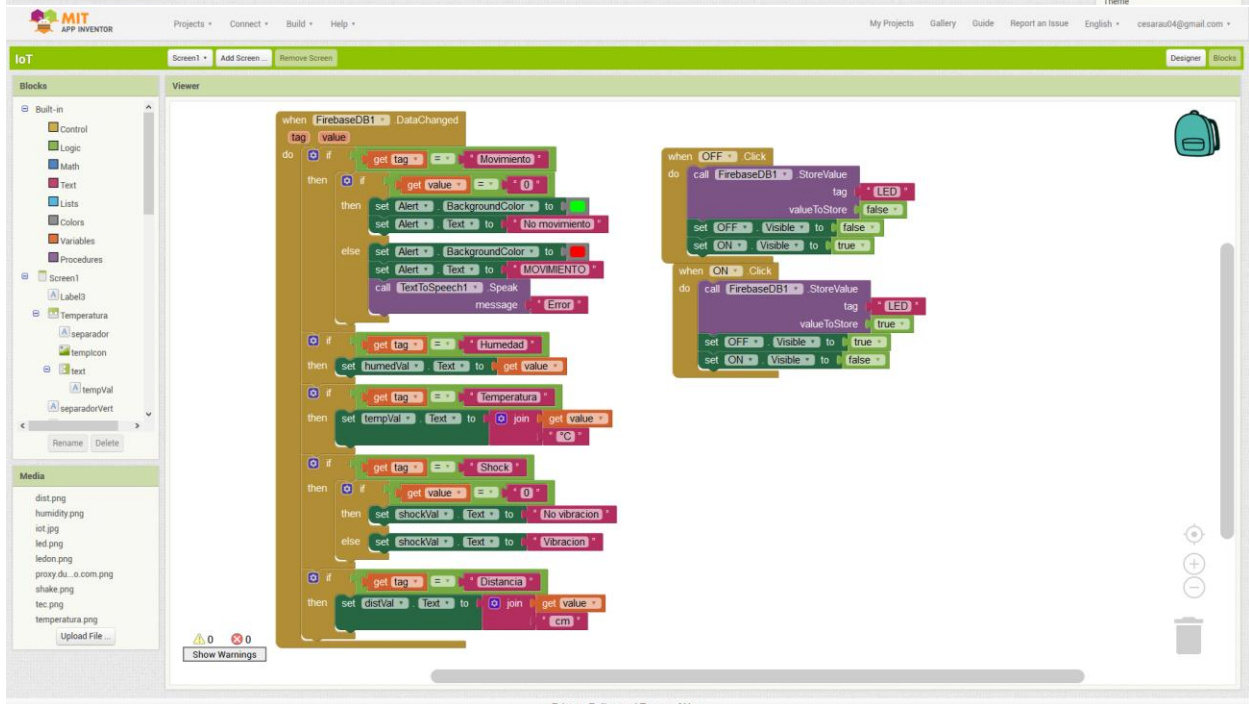 Theme
MIT
APP INVENTOR
Projects Connect Build Help
My Projects Gallery Guide Report an Issue English cesarau04@gmail.com
IoT
Screen1 Add Screen ... Remove Screen
Designer Blocks
Blocks
Built-in
Control
Logic
Math
Text
Lists
Colors
Variables
Procedures
Screen1
Label3
Temperatura
separador
tempIcon
text
tempVal
separadorVert
Rename Delete
Media
dist.png
humidity.png
iot.jpg
led.png
ledon.png
proxy.du...o.com.png
shake.png
tec.png
temperatura.png
Upload File ...
Viewer
when FirebaseDB1 .DataChanged
tag value
do if get tag = " Movimiento "
then if get value = " 0 "
then set Alert . BackgroundColor to
set Alert . Text to " No movimiento "
else set Alert . BackgroundColor to
set Alert . Text to " MOVIMIENTO "
call TextToSpeech1 .Speak
message " Error "
if get tag = " Humedad "
then set humedVal . Text to get value
if get tag = " Temperatura "
then set tempVal . Text to join get value
" °C "
if get tag = " Shock "
then if get value = " 0 "
then set shockVal . Text to " No vibracion "
else set shockVal . Text to " Vibracion "
if get tag = " Distancia "
then set distVal . Text to join get value
" cm "
when OFF .Click
do call FirebaseDB1 .StoreValue
tag " LED "
valueToStore false
set OFF . Visible to false
set ON . Visible to true
when ON .Click
do call FirebaseDB1 .StoreValue
tag " LED "
valueToStore true
set OFF . Visible to true
set ON . Visible to false
0 0
Show Warnings